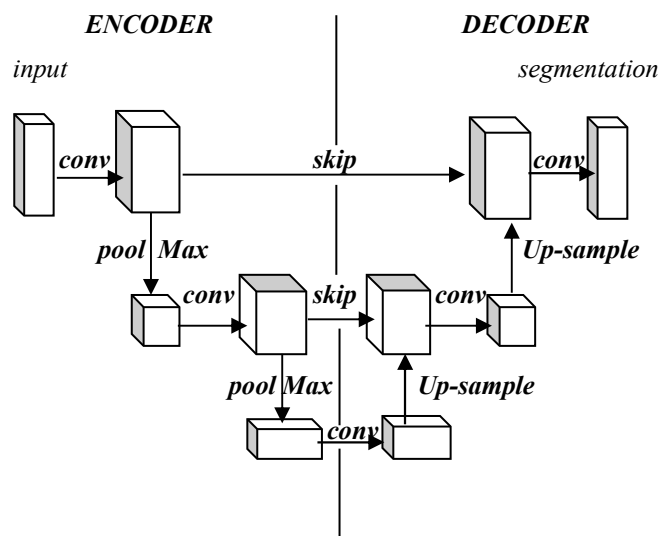 ENCODER DECODER
input segmentation
conv skip conv
pool Max Up-sample
conv skip conv
pool Max Up-sample
conv